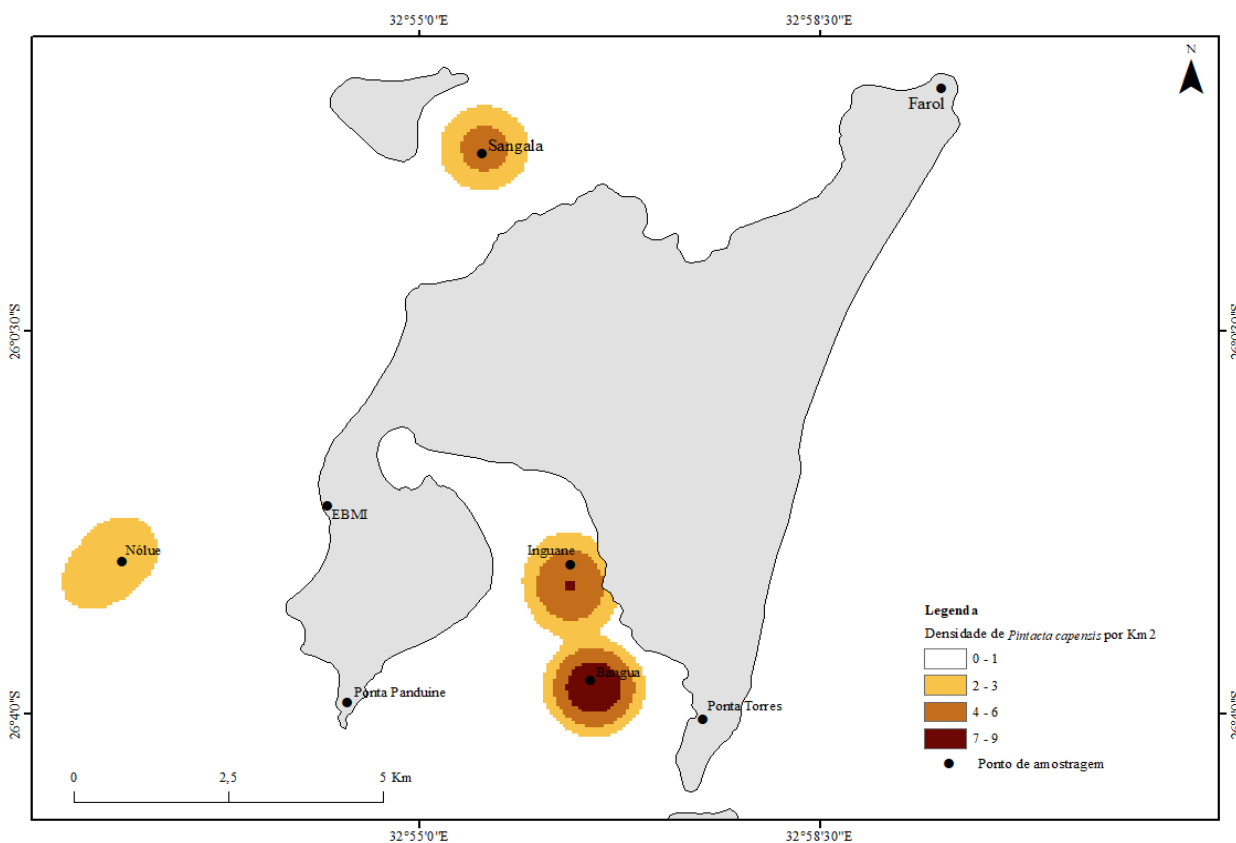 32°55'0"E
32°58'30"E
N
Farol
Sangala
26°0'30"S
26°0'30"S
EBMI
Nólue
Inguane
Bângua
Ponta Panduine
Ponta Torres
26°4'0"S
26°4'0"S
Legenda
Densidade de Pintacta capensis por Km2
0 - 1
2 - 3
4 - 6
7 - 9
Ponto de amostragem
0 2,5 5 Km
32°55'0"E
32°58'30"E